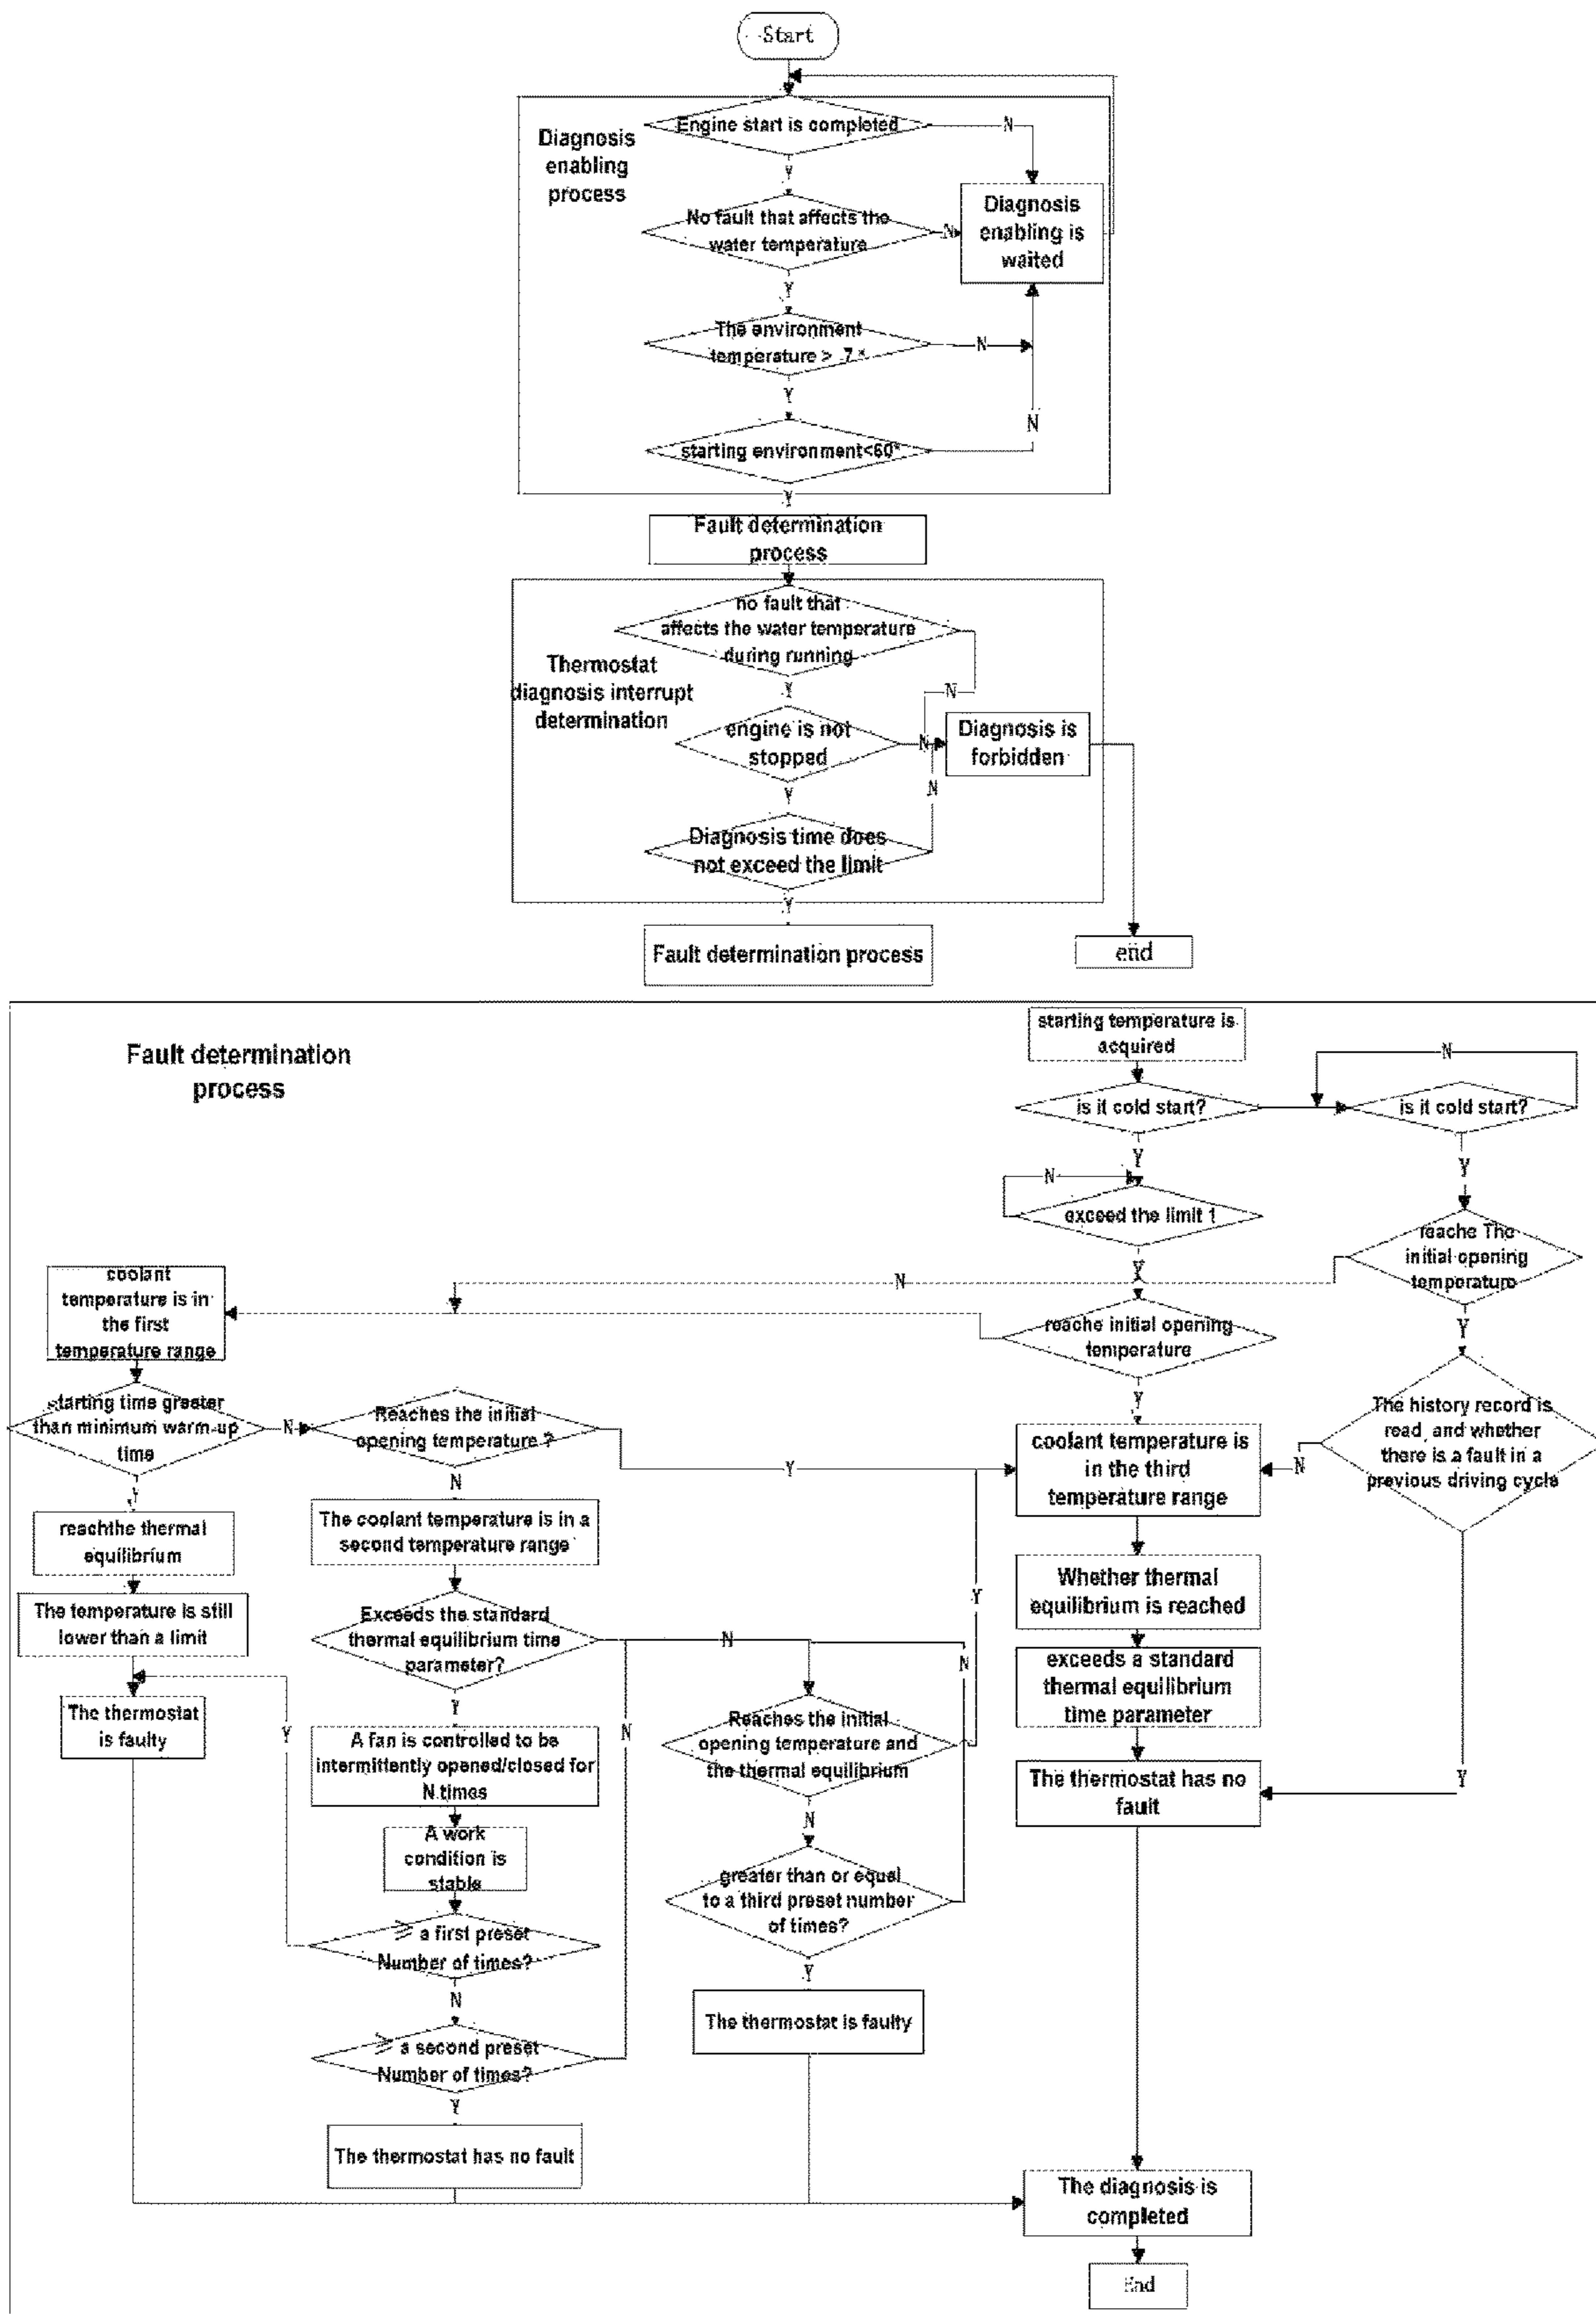 Start
Engine start is completed
N
Diagnosis
enabling
process
Y
No fault that affects the
water temperature
N
Diagnosis
enabling is
waited
Y
The environment
temperature > 7*
N
Y
N
starting environment<60*
Y
Fault determination
process
no fault that
affects the water temperature
during running
Thermostat
diagnosis interrupt
determination
Y
N
engine is not
stopped
N
Diagnosis is
forbidden
Y
N
Diagnosis time does
not exceed the limit
Y
Fault determination process
end
Fault determination
process
starting temperature is
acquired
N
is it cold start?
is it cold start?
Y
Y
N
exceed the limit 1
reache The
initial opening
temperature
Y
N
coolant
temperature is in
the first
temperature range
reache initial opening
temperature
Y
starting time greater
than minimum warm-up
time
N
Reaches the initial
opening temperature ?
Y
Y
coolant temperature is
in the third
temperature range
N
The history record is
read, and whether
there is a fault in a
previous driving cycle
Y
N
reachthe thermal
equilibrium
The coolant temperature is in a
second temperature range
Whether thermal
equilibrium is reached
The temperature is still
lower than a limit
Exceeds the standard
thermal equilibrium time
parameter?
N
Y
N
exceeds a standard
thermal equilibrium
time parameter
The thermostat
is faulty
Y
Y
N
A fan is controlled to be
intermittently opened/closed for
N times
Reaches the initial
opening temperature and
the thermal equilibrium
The thermostat has no
fault
Y
N
A work
condition is
stable
greater than or equal
to a third preset number
of times?
≥ a first preset
Number of times?
Y
N
The thermostat is faulty
≥ a second preset
Number of times?
Y
The thermostat has no fault
The diagnosis is
completed
End